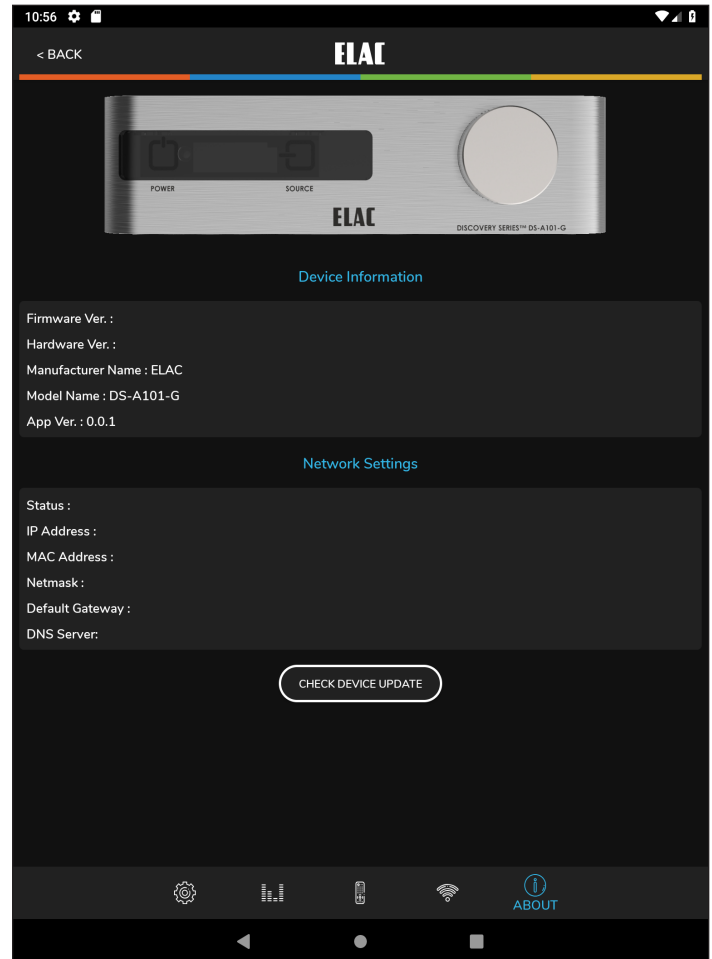 10:56
< BACK
ELAC
POWER
SOURCE
ELAC
DISCOVERY SERIES™ DS-A101-G
Device Information
Firmware Ver. :
Hardware Ver. :
Manufacturer Name : ELAC
Model Name : DS-A101-G
App Ver. : 0.0.1
Network Settings
Status :
IP Address :
MAC Address :
Netmask :
Default Gateway :
DNS Server:
CHECK DEVICE UPDATE
ABOUT